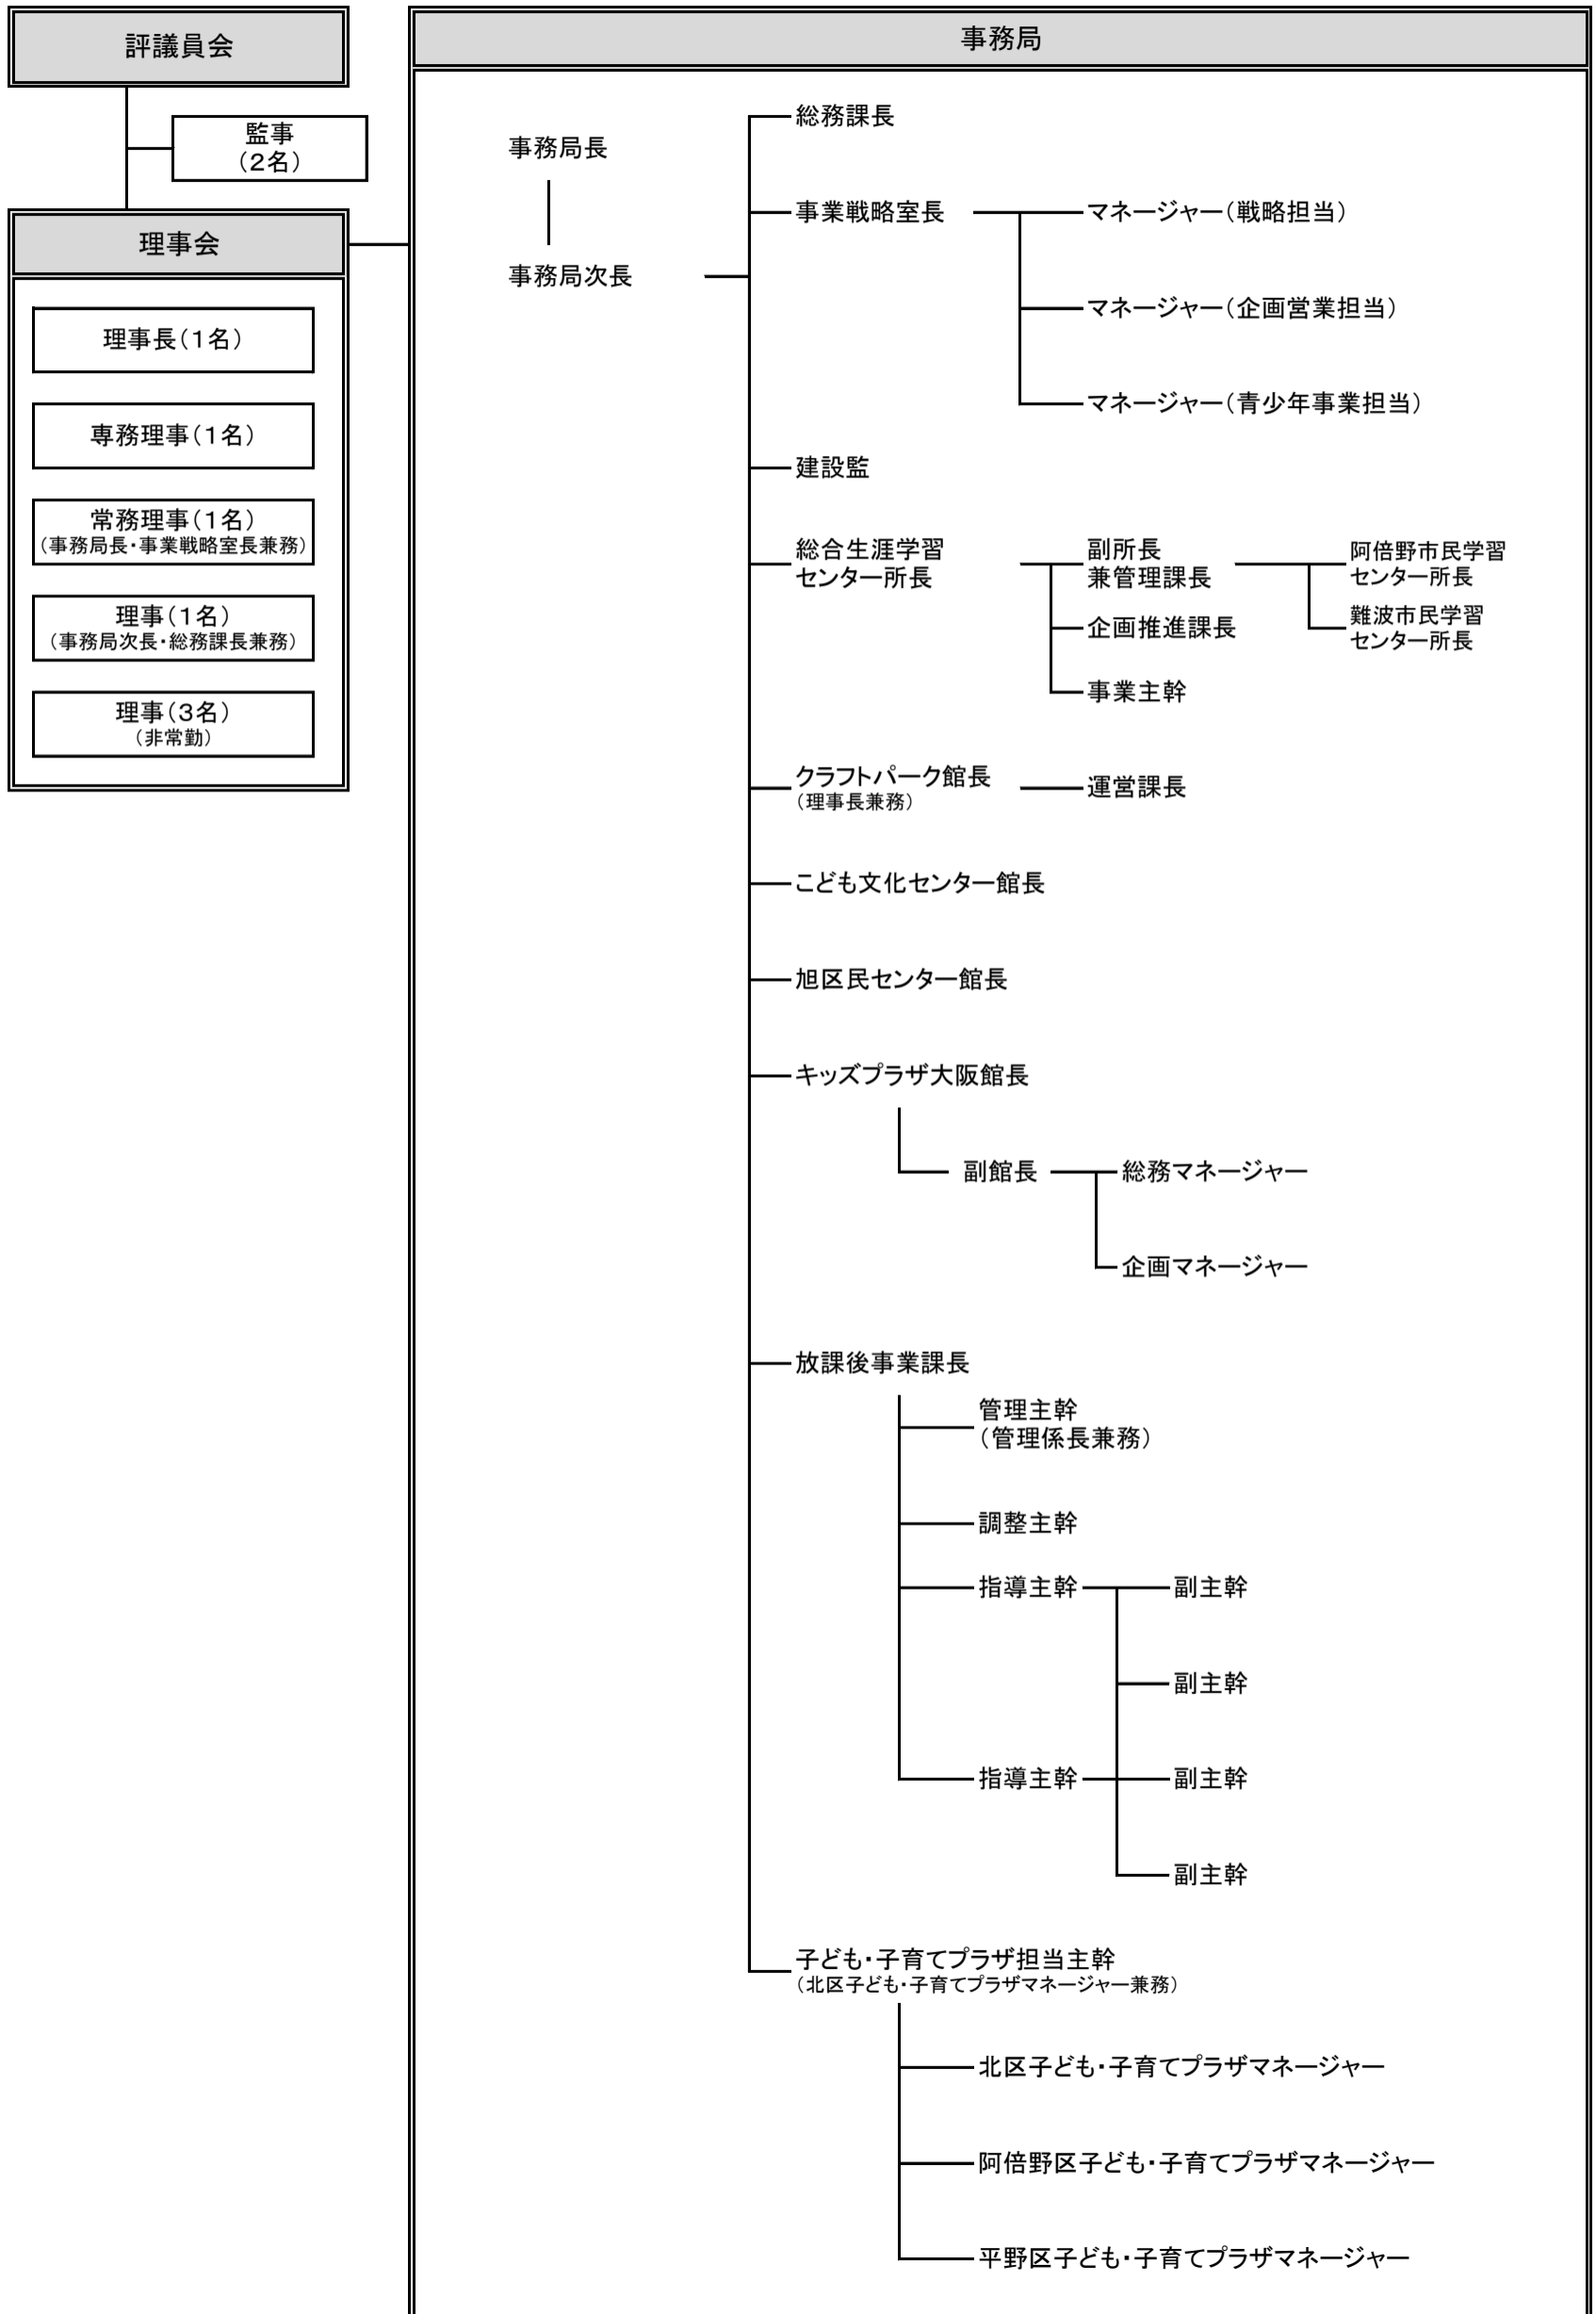 評議員会
監事
（２名）
理事会
理事長（１名）
専務理事（１名）
常務理事（１名）
（事務局長・事業戦略室長兼務）
理事（１名）
（事務局次長・総務課長兼務）
理事（３名）
（非常勤）
事務局
事務局長
事務局次長
総務課長
事業戦略室長
マネージャー（戦略担当）
マネージャー（企画営業担当）
マネージャー（青少年事業担当）
建設監
総合生涯学習
センター所長
副所長
兼管理課長
阿倍野市民学習
センター所長
難波市民学習
センター所長
企画推進課長
事業主幹
クラフトパーク館長
（理事長兼務）
運営課長
こども文化センター館長
旭区民センター館長
キッズプラザ大阪館長
副館長
総務マネージャー
企画マネージャー
放課後事業課長
管理主幹
（管理係長兼務）
調整主幹
指導主幹
副主幹
副主幹
指導主幹
副主幹
副主幹
子ども・子育てプラザ担当主幹
（北区子ども・子育てプラザマネージャー兼務）
北区子ども・子育てプラザマネージャー
阿倍野区子ども・子育てプラザマネージャー
平野区子ども・子育てプラザマネージャー